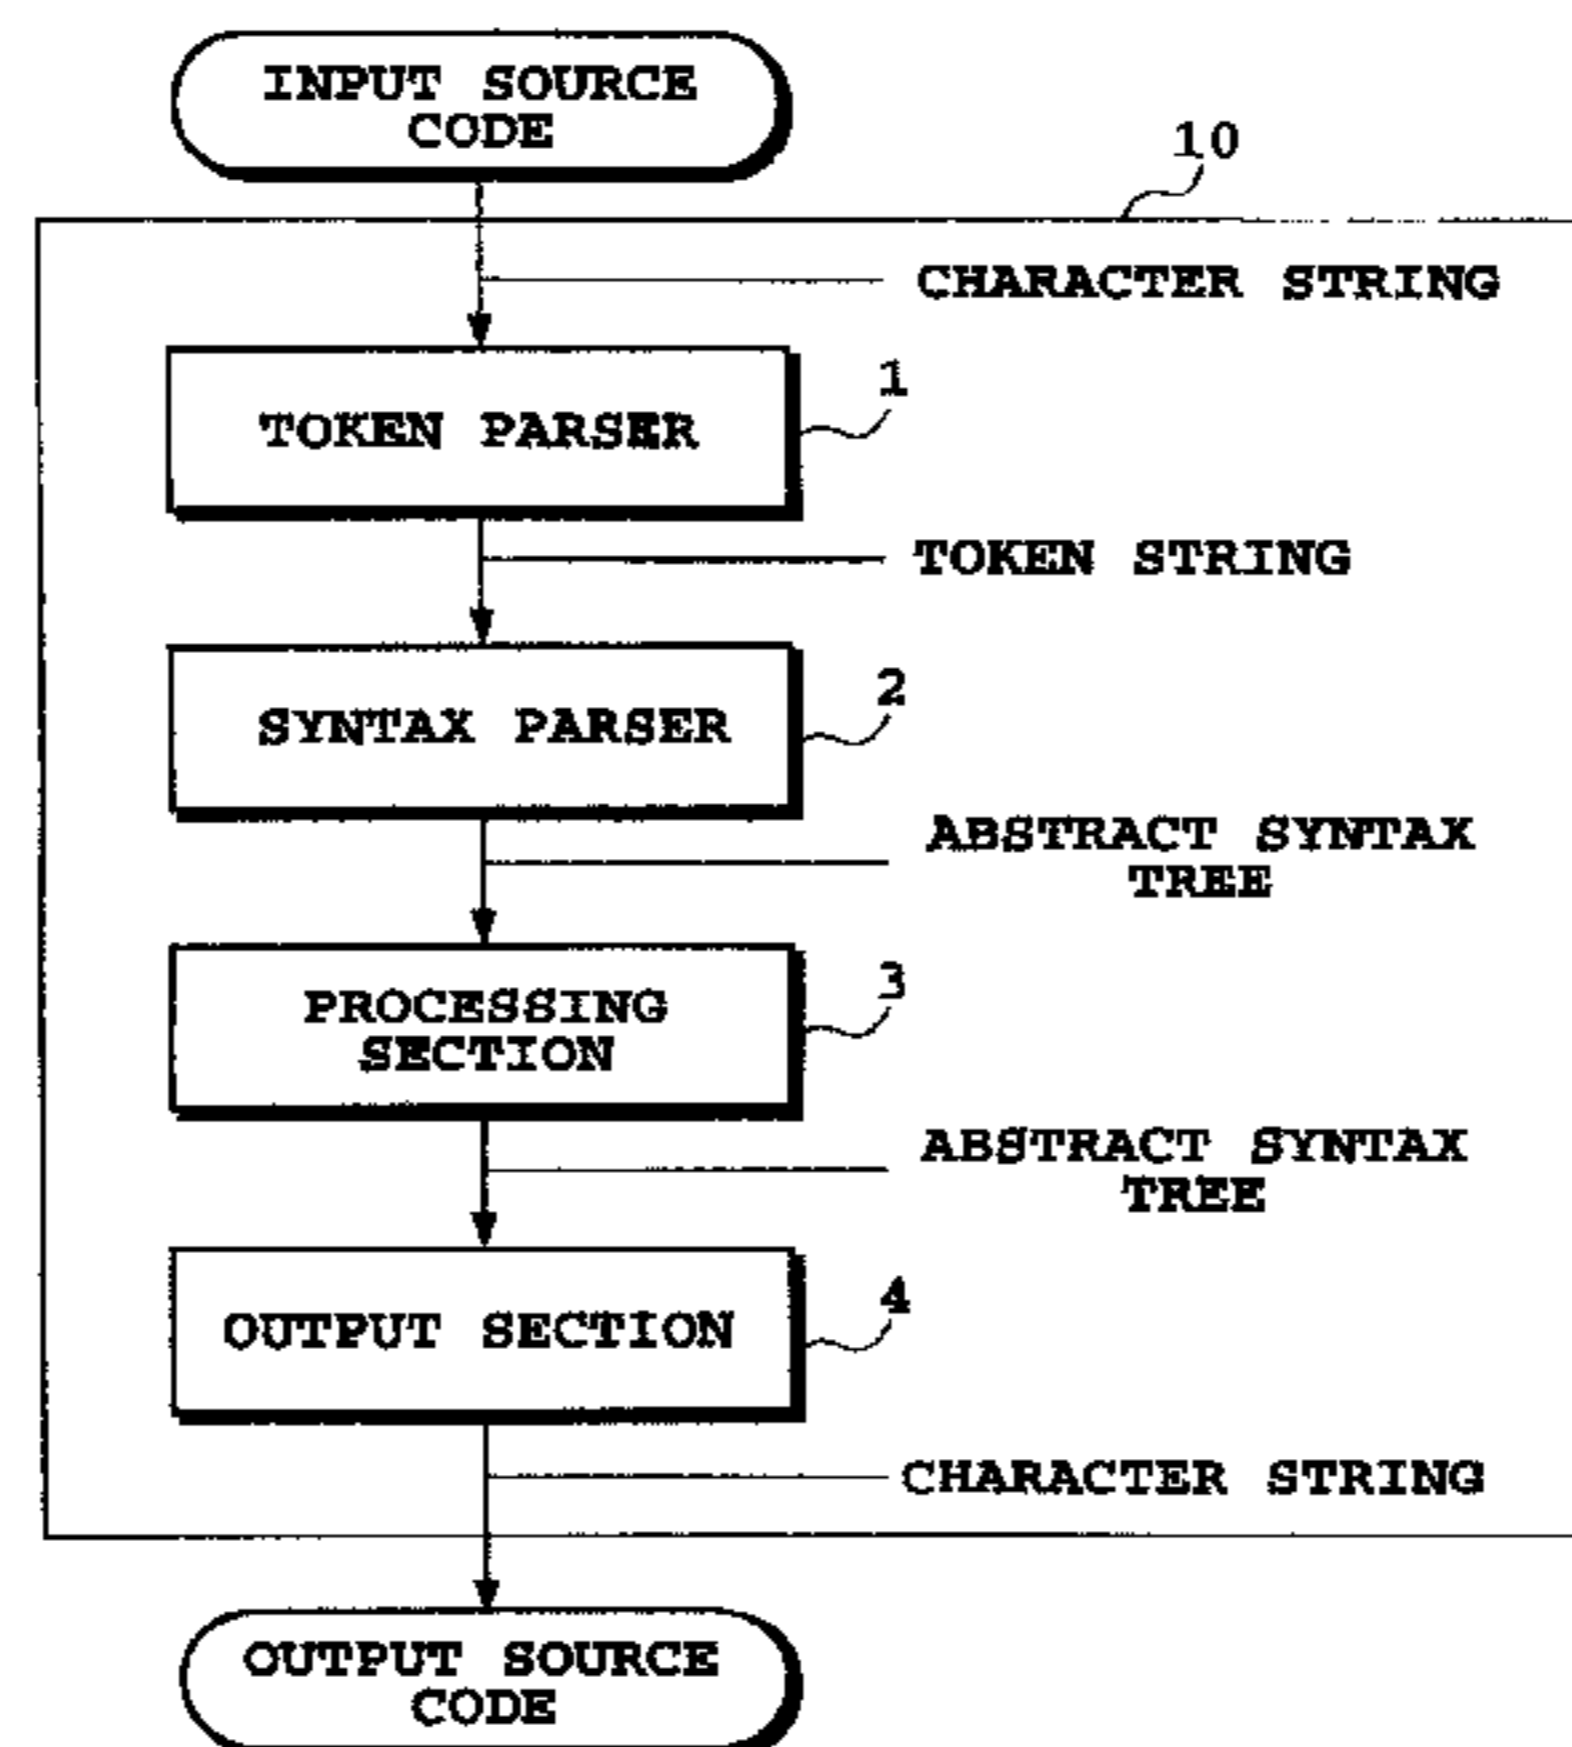 INPUT SOURCE
CODE
10
CHARACTER STRING
1
TOKEN PARSER
TOKEN STRING
2
SYNTAX PARSER
ABSTRACT SYNTAX
TREE
3
PROCESSING
SECTION
ABSTRACT SYNTAX
TREE
4
OUTPUT SECTION
CHARACTER STRING
OUTPUT SOURCE
CODE